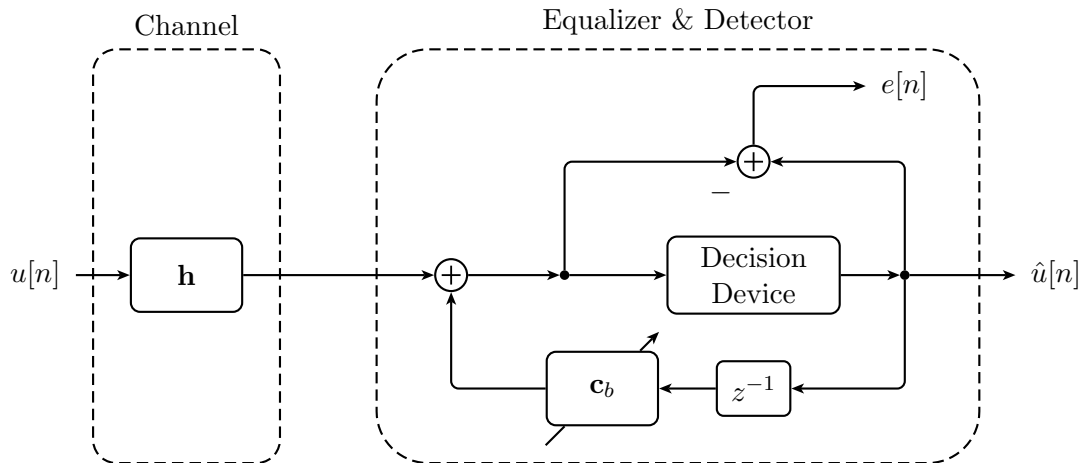 Channel
Equalizer & Detector
e[n]
+
−
u[n]
h
+
Decision
Device
û[n]
c_b
z^{-1}